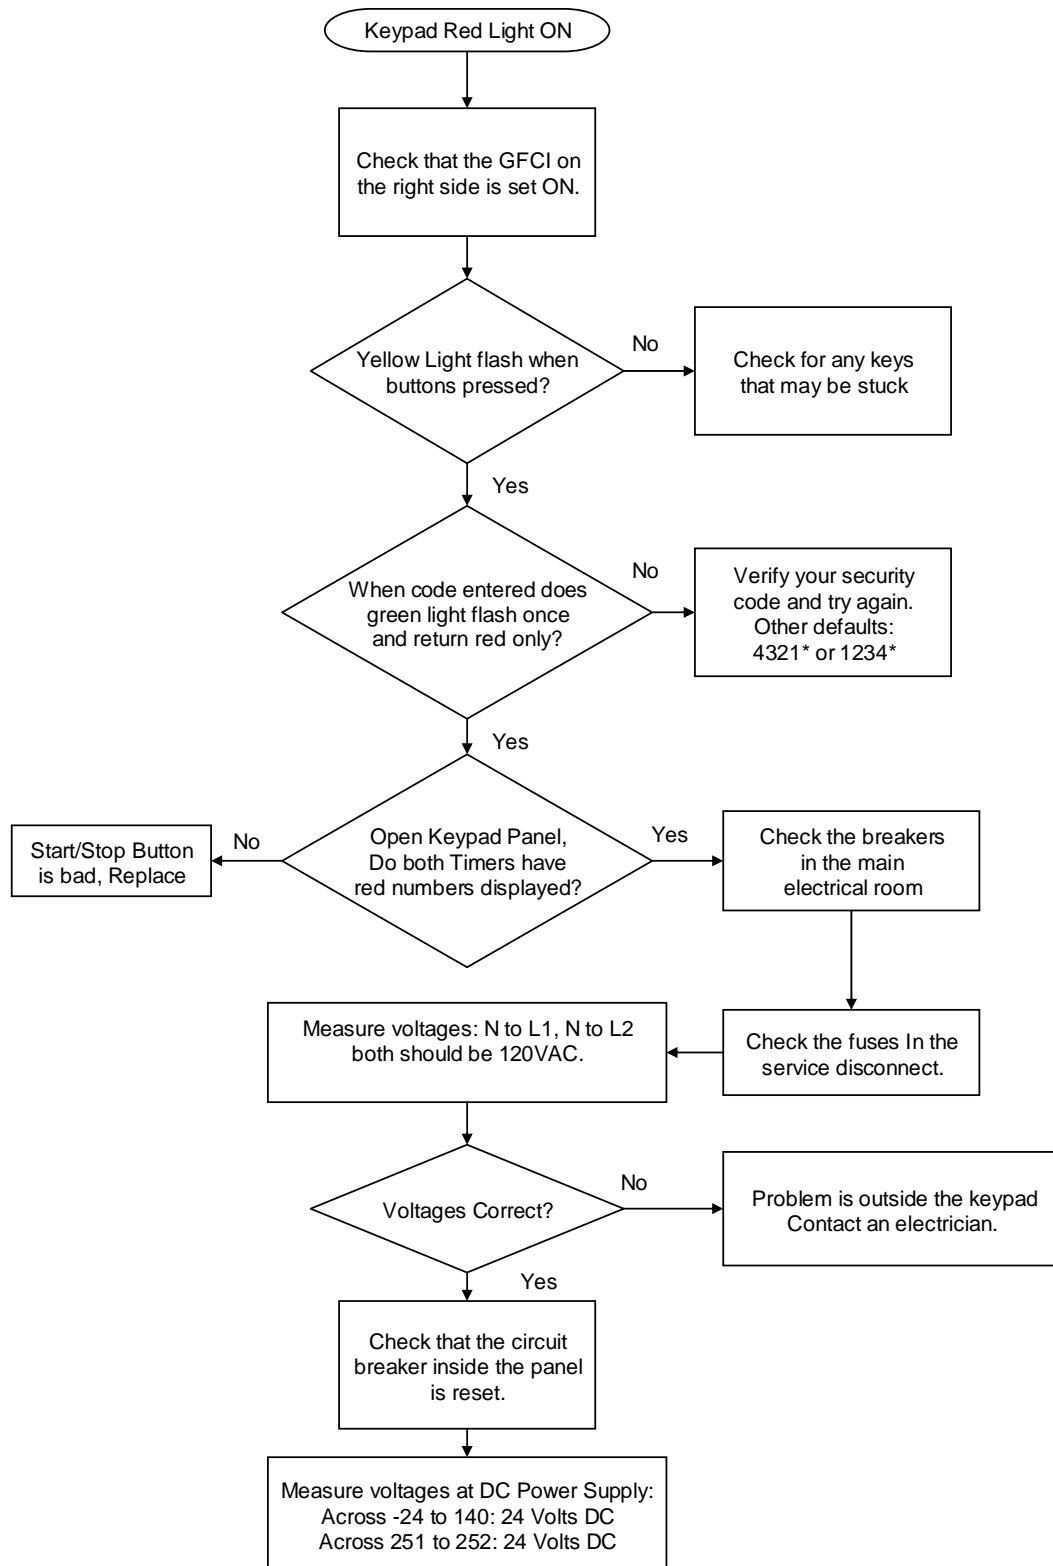 Keypad Red Light ON
Check that the GFCI on
the right side is set ON.
Yellow Light flash when
buttons pressed?
No
Check for any keys
that may be stuck
Yes
When code entered does
green light flash once
and return red only?
No
Verify your security
code and try again.
Other defaults:
4321* or 1234*
Yes
Open Keypad Panel,
Do both Timers have
red numbers displayed?
No
Start/Stop Button
is bad, Replace
Yes
Check the breakers
in the main
electrical room
Check the fuses In the
service disconnect.
Measure voltages: N to L1, N to L2
both should be 120VAC.
Voltages Correct?
No
Problem is outside the keypad
Contact an electrician.
Yes
Check that the circuit
breaker inside the panel
is reset.
Measure voltages at DC Power Supply:
Across -24 to 140: 24 Volts DC
Across 251 to 252: 24 Volts DC